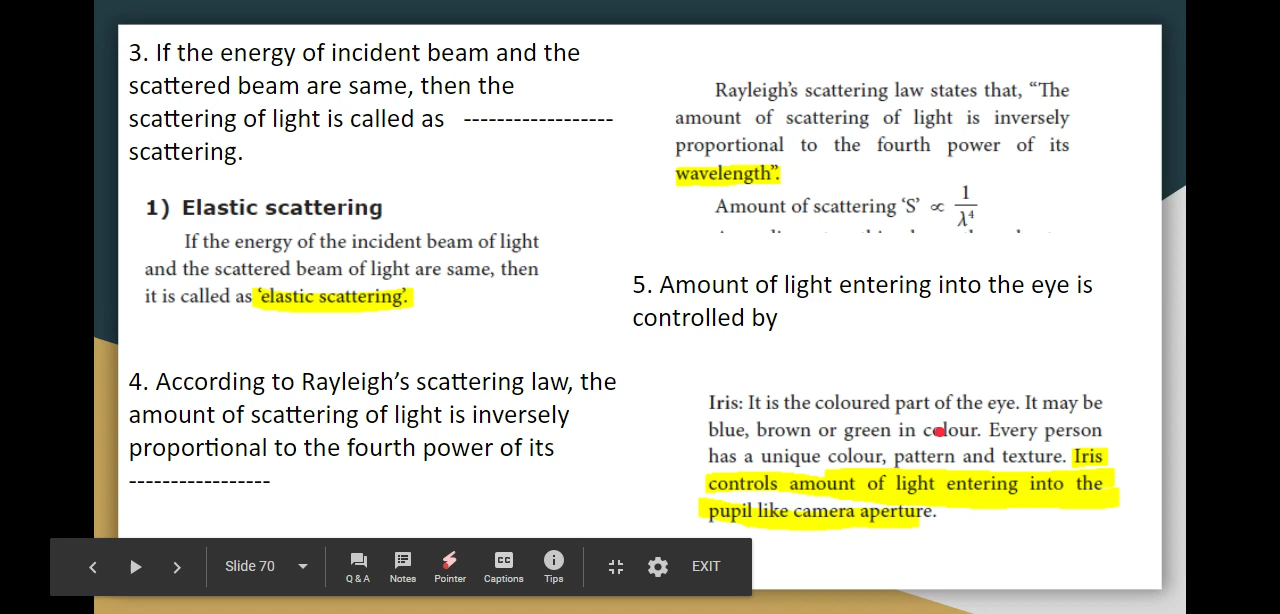 3. If the energy of incident beam and the
scattered beam are same, then the
scattering of light is called as ------------------
scattering.
1) Elastic scattering
If the energy of the incident beam of light
and the scattered beam of light are same, then
it is called as ‘elastic scattering’.
4. According to Rayleigh’s scattering law, the
amount of scattering of light is inversely
proportional to the fourth power of its
-----------------
Rayleigh’s scattering law states that, “The
amount of scattering of light is inversely
proportional to the fourth power of its
wavelength”.
Amount of scattering ‘S’ ∝ 1/λ⁴
5. Amount of light entering into the eye is
controlled by
Iris: It is the coloured part of the eye. It may be
blue, brown or green in colour. Every person
has a unique colour, pattern and texture. Iris
controls amount of light entering into the
pupil like camera aperture.
Slide 70
Q & A
Notes
Pointer
CC
Captions
Tips
EXIT